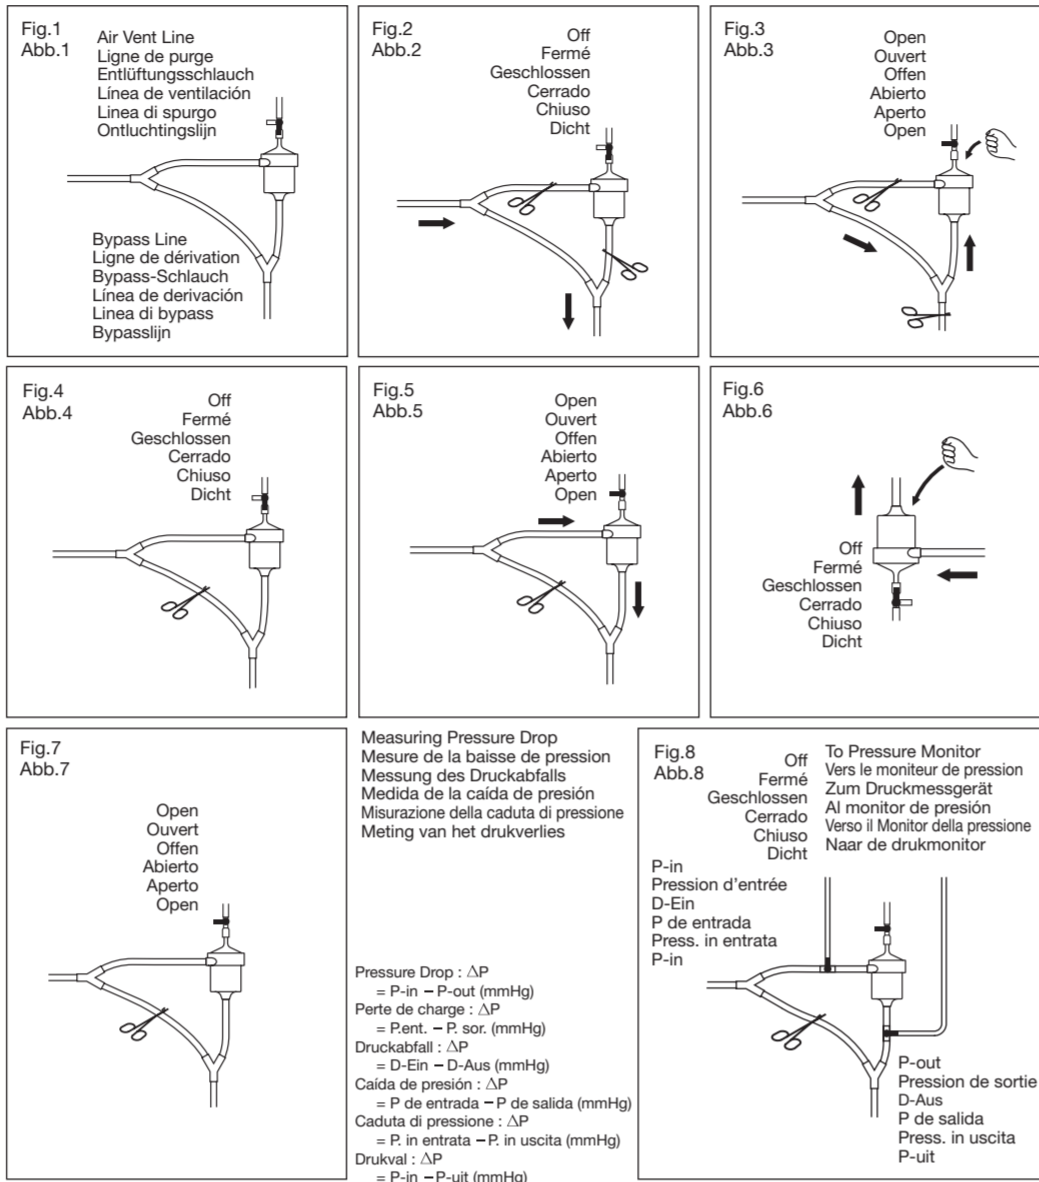 Fig.1
Abb.1
Air Vent Line
Ligne de purge
Entlüftungsschlauch
Línea de ventilación
Linea di spurgo
Ontluchtingslijn
Bypass Line
Ligne de dérivation
Bypass-Schlauch
Línea de derivación
Linea di bypass
Bypasslijn
Fig.2
Abb.2
Off
Fermé
Geschlossen
Cerrado
Chiuso
Dicht
Fig.3
Abb.3
Open
Ouvert
Offen
Abierto
Aperto
Open
Fig.4
Abb.4
Off
Fermé
Geschlossen
Cerrado
Chiuso
Dicht
Fig.5
Abb.5
Open
Ouvert
Offen
Abierto
Aperto
Open
Fig.6
Abb.6
Off
Fermé
Geschlossen
Cerrado
Chiuso
Dicht
Fig.7
Abb.7
Open
Ouvert
Offen
Abierto
Aperto
Open
Measuring Pressure Drop
Mesure de la baisse de pression
Messung des Druckabfalls
Medida de la caída de presión
Misurazione della caduta di pressione
Meting van het drukverlies
Pressure Drop : ΔP
= P-in – P-out (mmHg)
Perte de charge : ΔP
= P.ent. – P. sor. (mmHg)
Druckabfall : ΔP
= D-Ein – D-Aus (mmHg)
Caída de presión : ΔP
= P de entrada – P de salida (mmHg)
Caduta di pressione : ΔP
= P. in entrata – P. in uscita (mmHg)
Drukval : ΔP
= P-in – P-uit (mmHg)
Fig.8
Abb.8
Off
Fermé
Geschlossen
Cerrado
Chiuso
Dicht
To Pressure Monitor
Vers le moniteur de pression
Zum Druckmessgerät
Al monitor de presión
Verso il Monitor della pressione
Naar de drukmonitor
P-in
Pression d'entrée
D-Ein
P de entrada
Press. in entrata
P-in
P-out
Pression de sortie
D-Aus
P de salida
Press. in uscita
P-uit